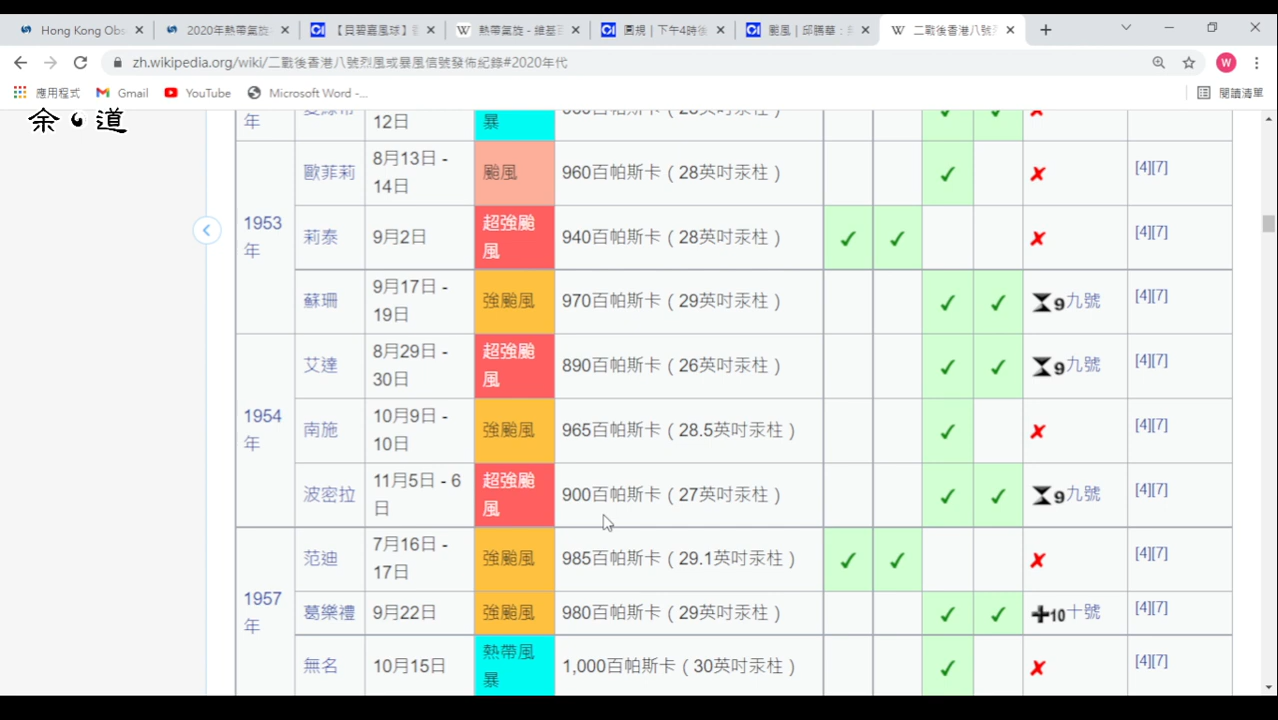 Hong Kong Obs
2020年熱帶氣旋
【貝碧嘉風球】
熱帶氣旋 - 維基
圓規｜下午4時後
颱風｜邱騰華：
二戰後香港八號
zh.wikipedia.org/wiki/二戰後香港八號烈風或暴風信號發佈紀錄#2020年代
W
應用程式
Gmail
YouTube
Microsoft Word -...
閱讀清單
余道
年
12日
暴
1953年
歐菲莉
8月13日 - 14日
颱風
960百帕斯卡（28英吋汞柱）
[4][7]
莉泰
9月2日
超強颱風
940百帕斯卡（28英吋汞柱）
[4][7]
蘇珊
9月17日 - 19日
強颱風
970百帕斯卡（29英吋汞柱）
9九號
[4][7]
1954年
艾達
8月29日 - 30日
超強颱風
890百帕斯卡（26英吋汞柱）
9九號
[4][7]
南施
10月9日 - 10日
強颱風
965百帕斯卡（28.5英吋汞柱）
[4][7]
波密拉
11月5日 - 6日
超強颱風
900百帕斯卡（27英吋汞柱）
9九號
[4][7]
1957年
范迪
7月16日 - 17日
強颱風
985百帕斯卡（29.1英吋汞柱）
[4][7]
葛樂禮
9月22日
強颱風
980百帕斯卡（29英吋汞柱）
10十號
[4][7]
無名
10月15日
熱帶風暴
1,000百帕斯卡（30英吋汞柱）
[4][7]